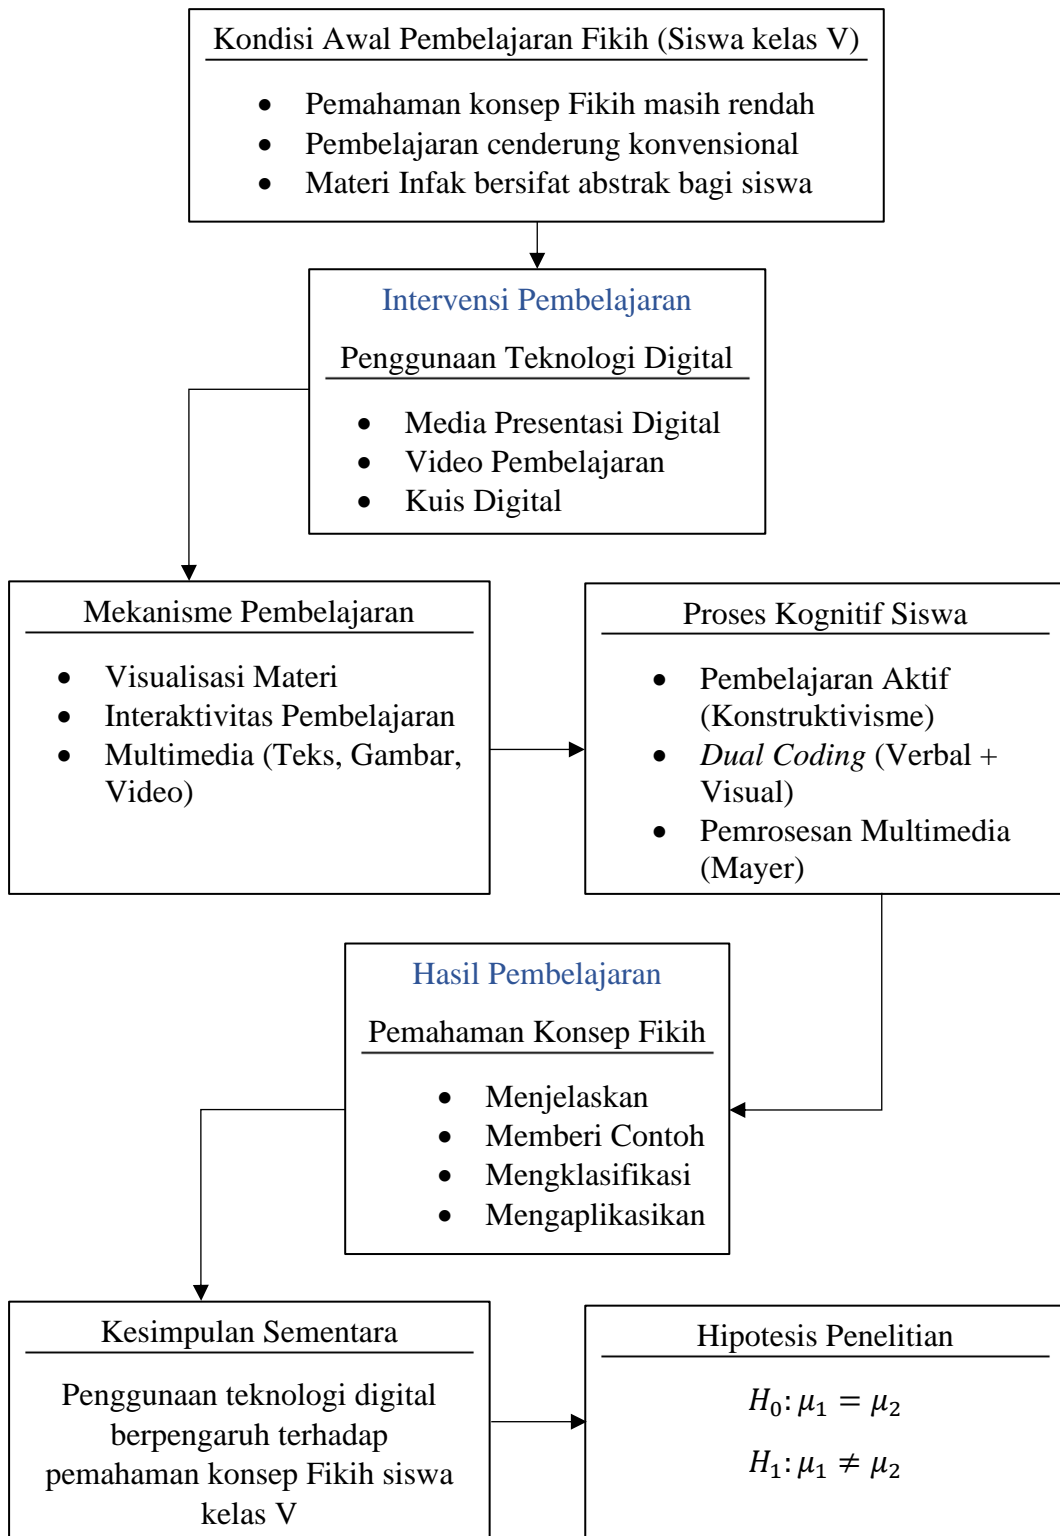 Kondisi Awal Pembelajaran Fikih (Siswa kelas V)
• Pemahaman konsep Fikih masih rendah
• Pembelajaran cenderung konvensional
• Materi Infak bersifat abstrak bagi siswa
Intervensi Pembelajaran
Penggunaan Teknologi Digital
• Media Presentasi Digital
• Video Pembelajaran
• Kuis Digital
Mekanisme Pembelajaran
• Visualisasi Materi
• Interaktivitas Pembelajaran
• Multimedia (Teks, Gambar,
Video)
Proses Kognitif Siswa
• Pembelajaran Aktif
(Konstruktivisme)
• Dual Coding (Verbal +
Visual)
• Pemrosesan Multimedia
(Mayer)
Hasil Pembelajaran
Pemahaman Konsep Fikih
• Menjelaskan
• Memberi Contoh
• Mengklasifikasi
• Mengaplikasikan
Kesimpulan Sementara
Penggunaan teknologi digital
berpengaruh terhadap
pemahaman konsep Fikih siswa
kelas V
Hipotesis Penelitian
H₀: μ₁ = μ₂
H₁: μ₁ ≠ μ₂